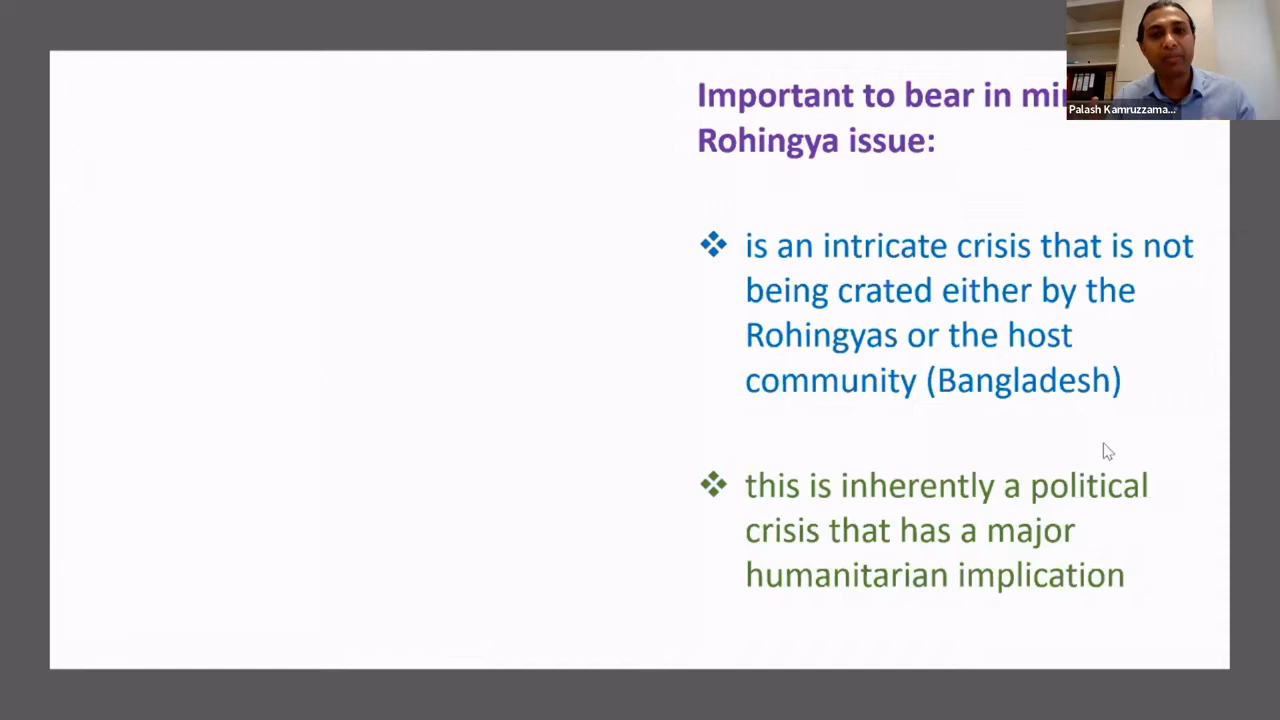 Important to bear in
Rohingya issue:
❖ is an intricate crisis that is not
being crated either by the
Rohingyas or the host
community (Bangladesh)
❖ this is inherently a political
crisis that has a major
humanitarian implication
Palash Kamruzzama...